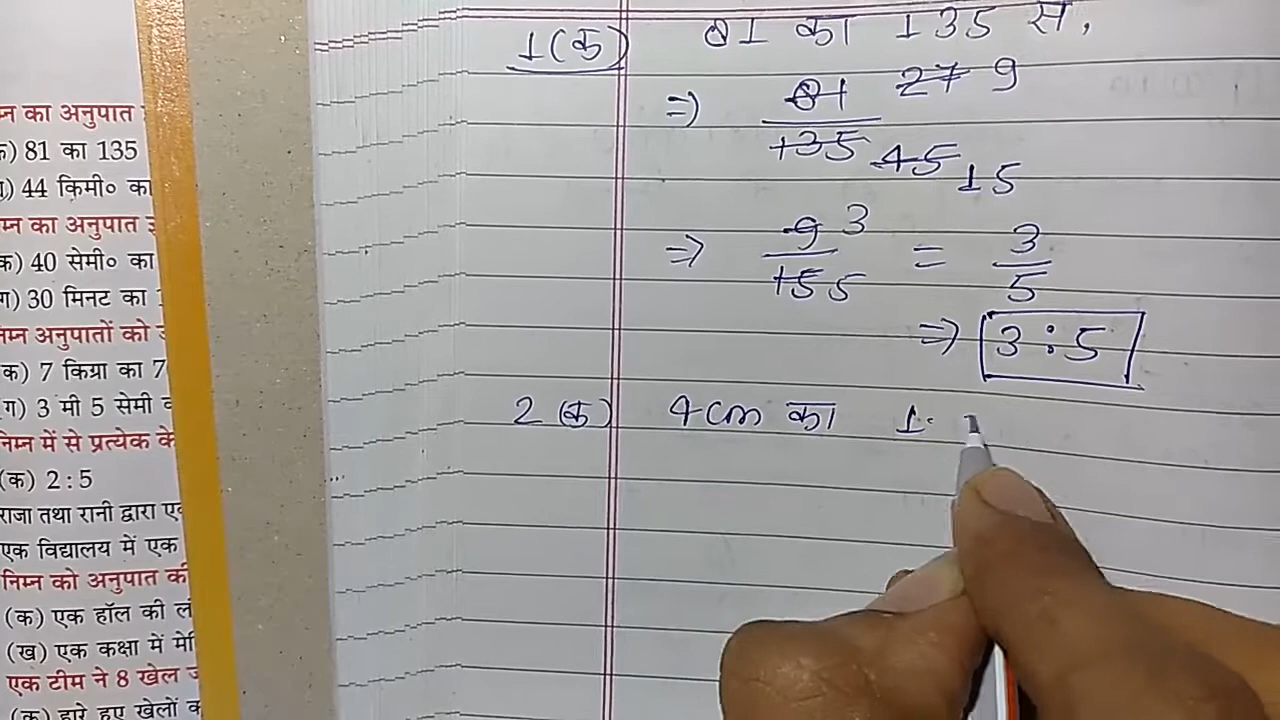 म्न का अनुपात
क) 81 का 135
44 किमी० का
म्न का अनुपात
क) 40 सेमी० का
ग) 30 मिनट का
निम्न अनुपातों को
क) 7 किग्रा का 7
(ग) 3 मी 5 सेमी
निम्न में से प्रत्येक के
(क) 2 : 5
राजा तथा रानी द्वारा
एक विद्यालय में एक
निम्न को अनुपात की
(क) एक हॉल की
(ख) एक कक्षा में
एक टीम ने 8 खेल
(क) हारे हुए खेलों
1(क) 81 का 135 से,
=> 81 27 9
135 45 15
=> 9 3 = 3
15 5 5
=> 3:5
2 (क) 4cm का 1.